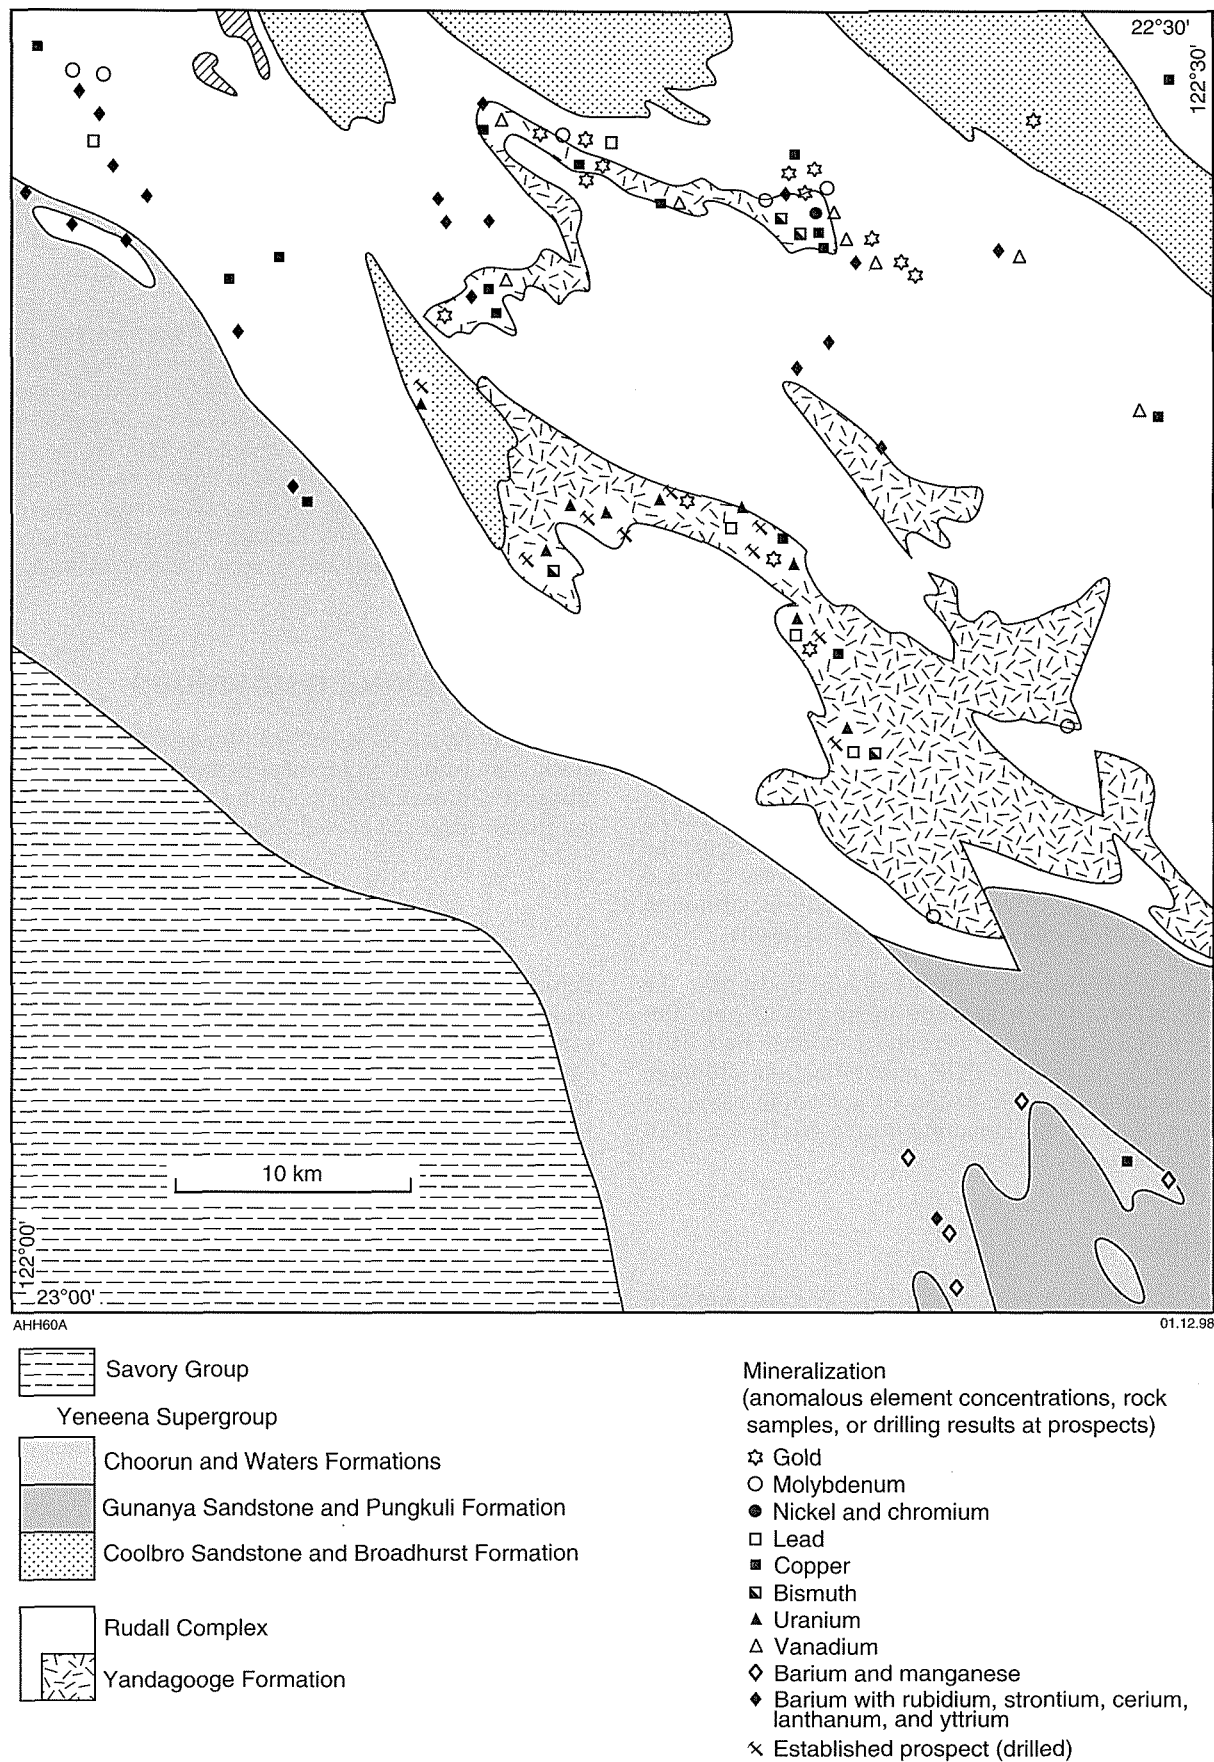 22°30'
122°30'
10 km
122°00'
23°00'
AHH60A
01.12.98
Savory Group
Yeneena Supergroup
Choorun and Waters Formations
Gunanya Sandstone and Pungkuli Formation
Coolbro Sandstone and Broadhurst Formation
Rudall Complex
Yandagooge Formation
Mineralization
(anomalous element concentrations, rock
samples, or drilling results at prospects)
Gold
Molybdenum
Nickel and chromium
Lead
Copper
Bismuth
Uranium
Vanadium
Barium and manganese
Barium with rubidium, strontium, cerium,
lanthanum, and yttrium
Established prospect (drilled)